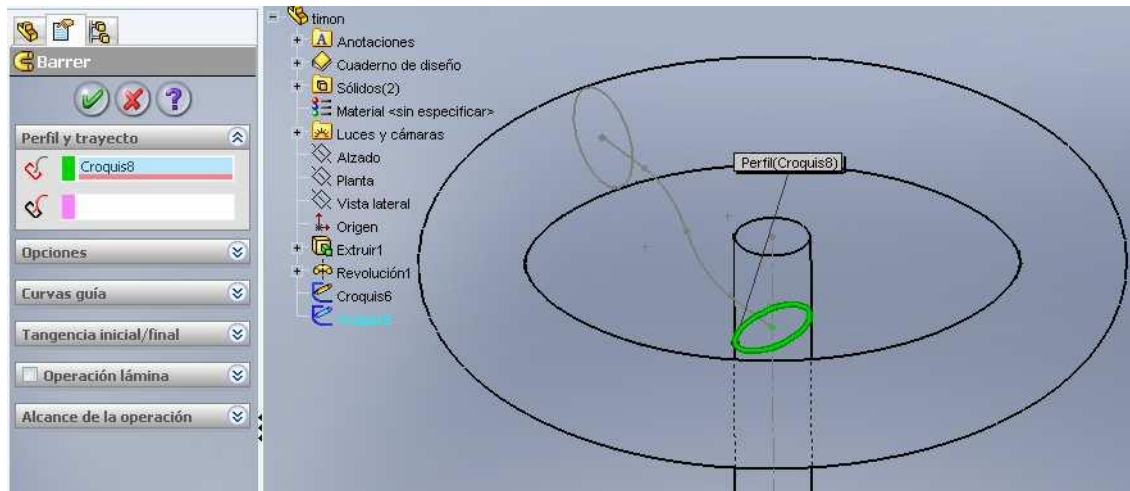 Barrer
Perfil y trayecto
Croquis8
Opciones
Curvas guía
Tangencia inicial/final
Operación lámina
Alcance de la operación
timon
Anotaciones
Cuaderno de diseño
Sólidos(2)
Material <sin especificar>
Luces y cámaras
Alzado
Planta
Vista lateral
Origen
Extruir1
Revolución1
Croquis6
Croquis8
Perfil(Croquis8)